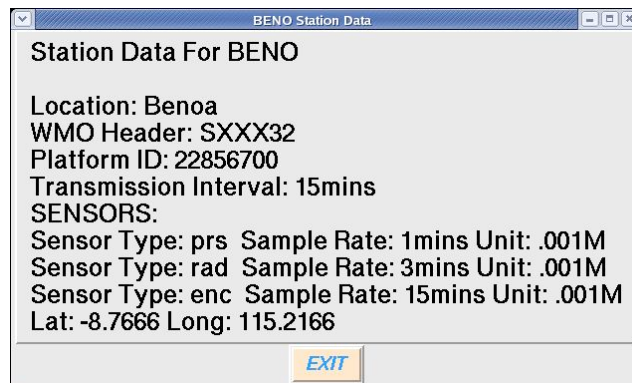 BENO Station Data
Station Data For BENO
Location: Benoa
WMO Header: SXXX32
Platform ID: 22856700
Transmission Interval: 15mins
SENSORS:
Sensor Type: prs Sample Rate: 1mins Unit: .001M
Sensor Type: rad Sample Rate: 3mins Unit: .001M
Sensor Type: enc Sample Rate: 15mins Unit: .001M
Lat: -8.7666 Long: 115.2166
EXIT